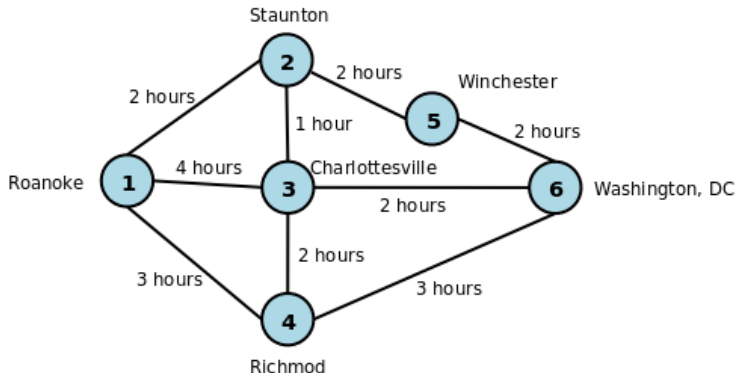 Staunton
2
2 hours
Winchester
2 hours
1 hour
5
2 hours
4 hours
Charlottesville
Roanoke
1
3
6
Washington, DC
2 hours
2 hours
3 hours
3 hours
4
Richmod